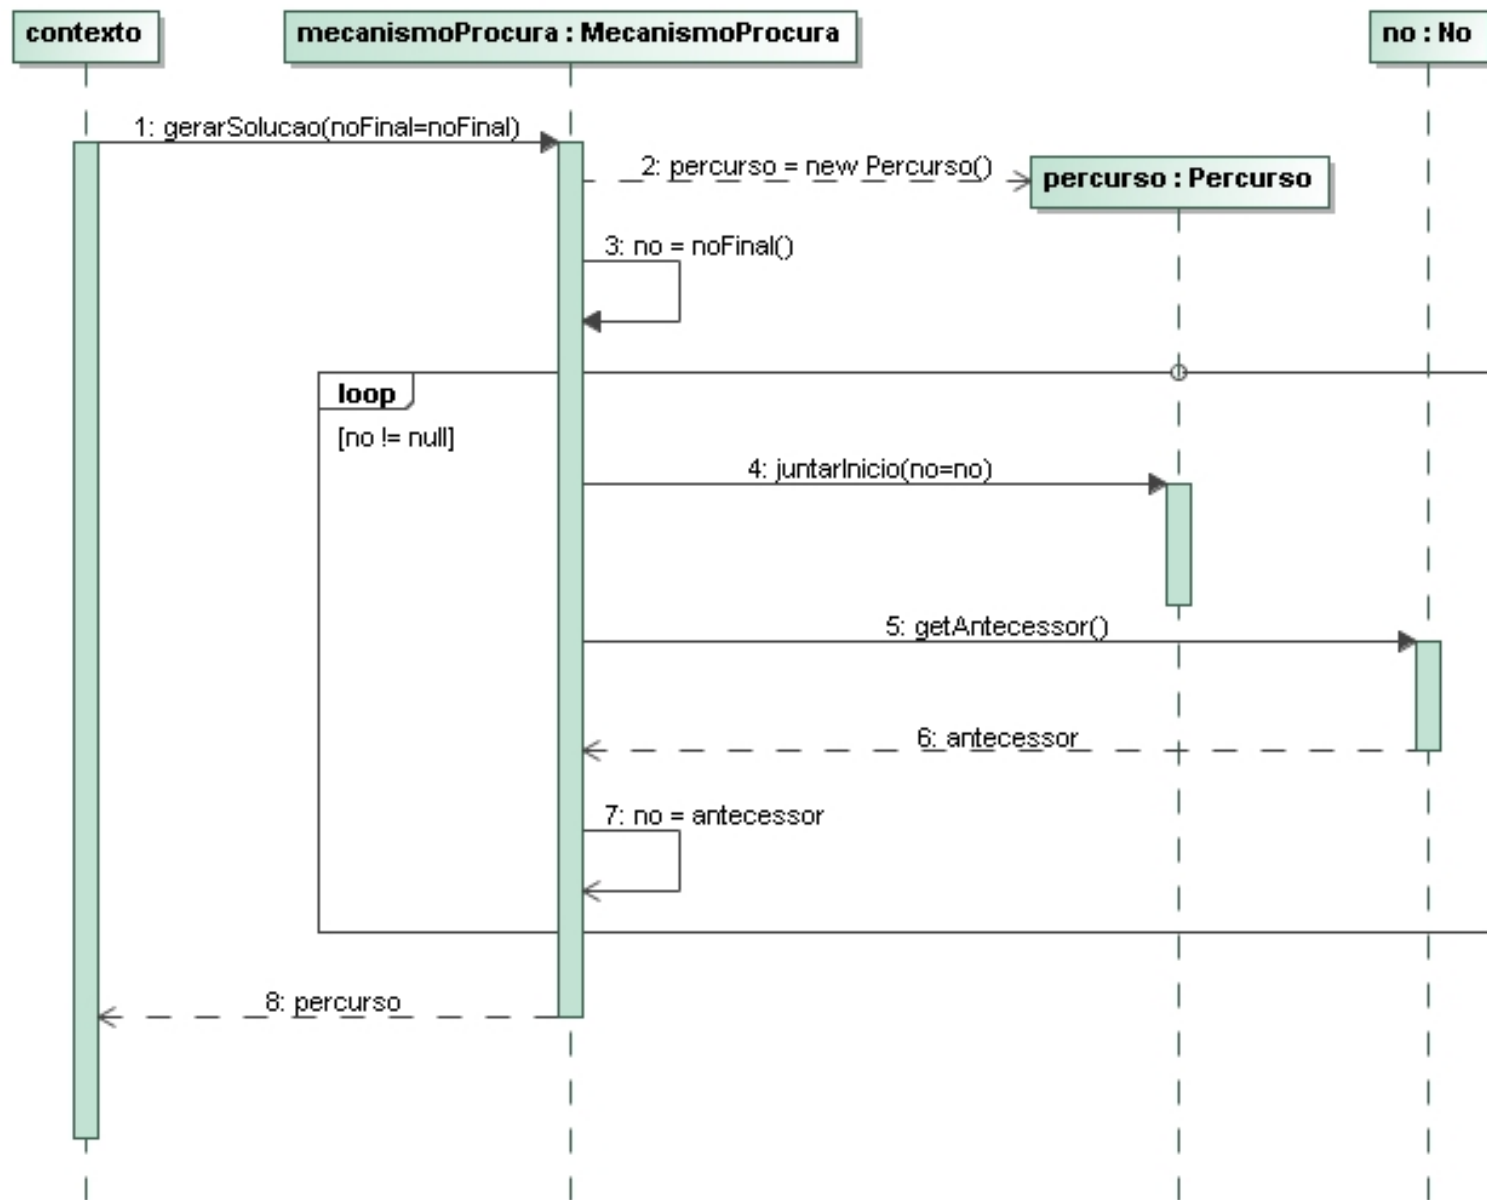 contexto
mecanismoProcura : MecanismoProcura
no : No
1: gerarSolucao(noFinal=noFinal)
2: percurso = new Percurso()
percurso : Percurso
3: no = noFinal()
loop
[no != null]
4: juntarInicio(no=no)
5: getAntecessor()
6: antecessor
7: no = antecessor
8: percurso